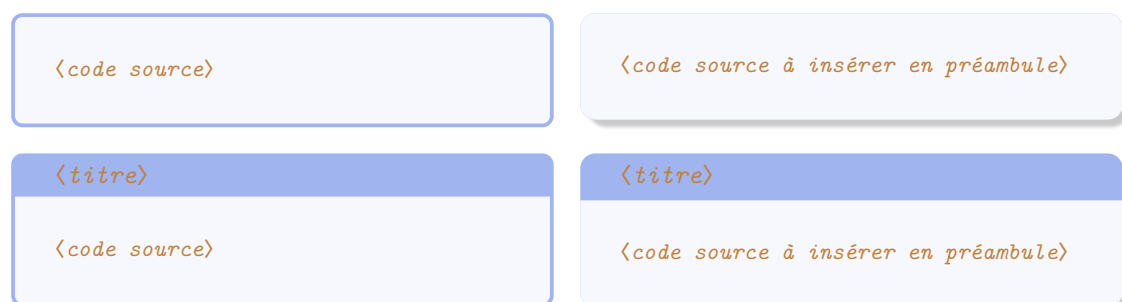 ⟨code source⟩
⟨code source à insérer en préambule⟩
⟨titre⟩
⟨titre⟩
⟨code source⟩
⟨code source à insérer en préambule⟩